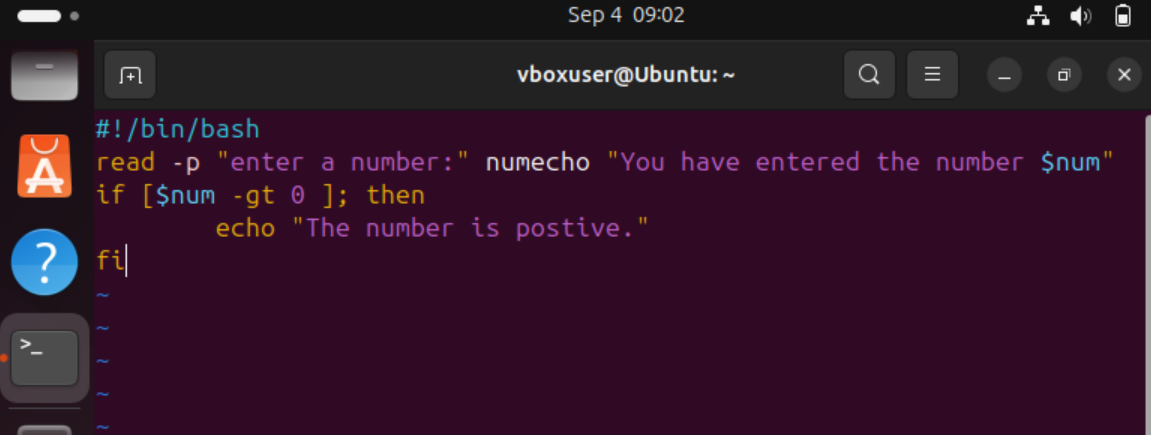 Sep 4 09:02
vboxuser@Ubuntu: ~
#!/bin/bash
read -p "enter a number:" numecho "You have entered the number $num"
if [$num -gt 0 ]; then
        echo "The number is postive."
fi
~
~
~
~
~